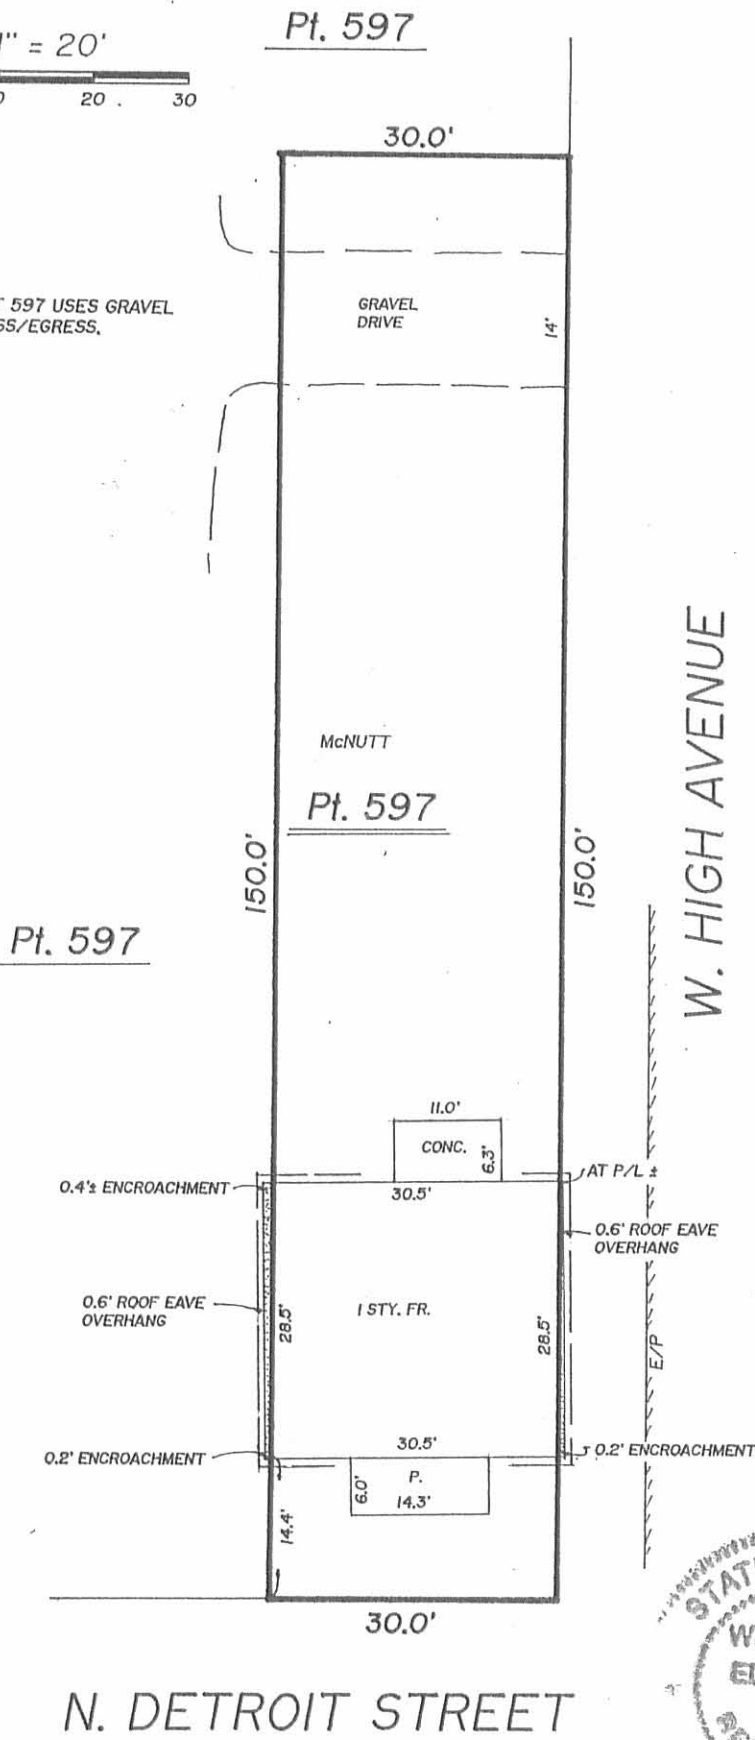 1" = 20'
20
30
Pt. 597
30.0'
597 USES GRAVEL
SS/EGRESS.
GRAVEL
DRIVE
14'
W. HIGH AVENUE
McNUTT
Pt. 597
150.0'
150.0'
Pt. 597
11.0'
CONC.
6.3'
AT P/L ±
0.4'± ENCROACHMENT
30.5'
0.6' ROOF EAVE
OVERHANG
0.6' ROOF EAVE
OVERHANG
1 STY. FR.
28.5'
28.5'
E/P
30.5'
0.2' ENCROACHMENT
0.2' ENCROACHMENT
P.
6.0'
14.3'
14.4'
30.0'
N. DETROIT STREET